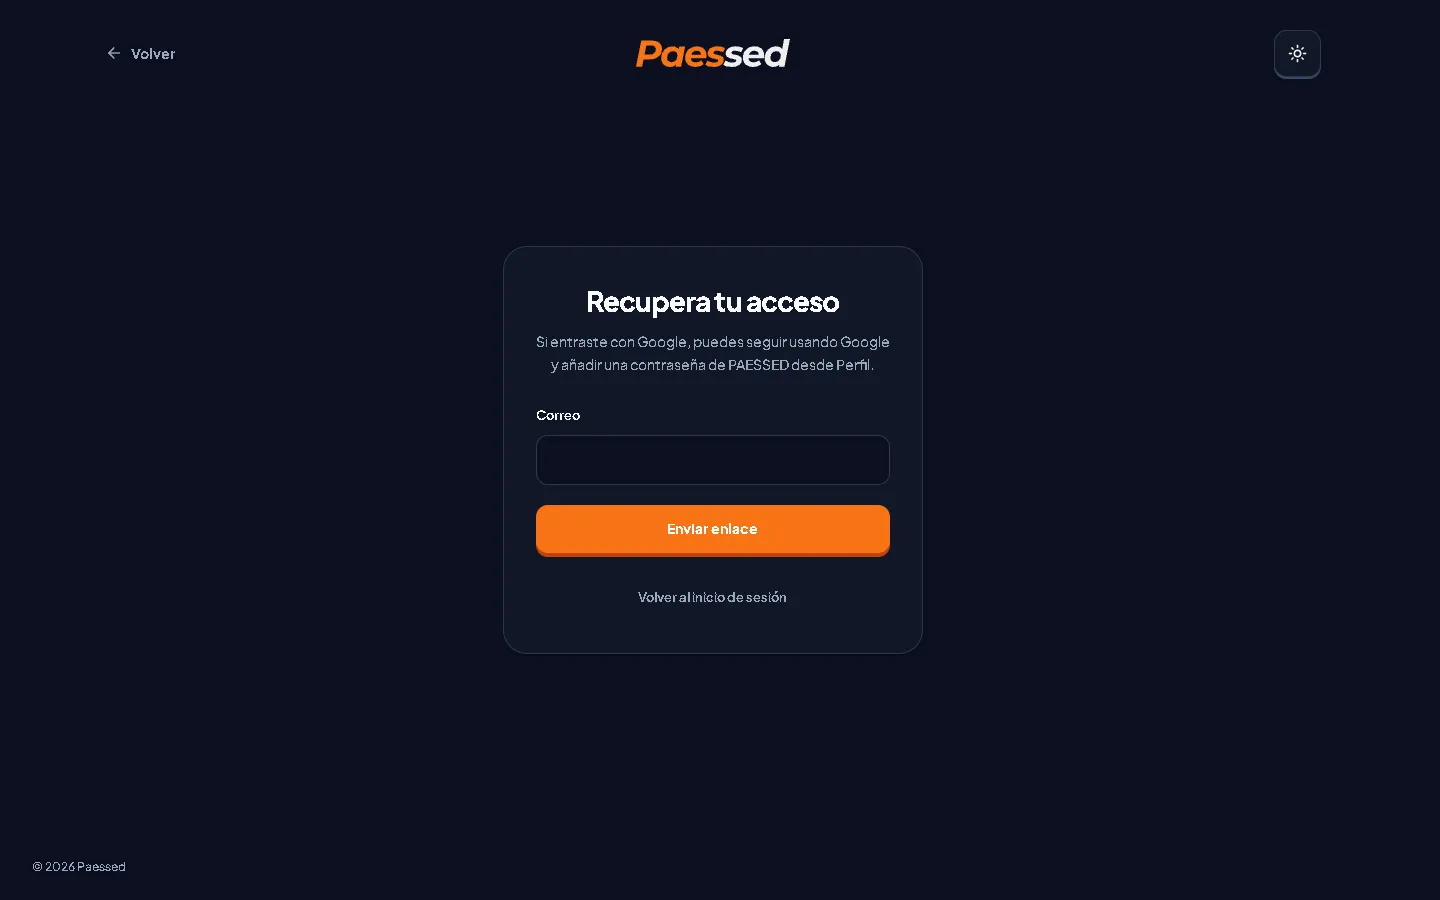 Volver
Paessed
Recupera tu acceso
Si entraste con Google, puedes seguir usando Google
y añadir una contraseña de PAESSED desde Perfil.
Correo
Enviar enlace
Volver al inicio de sesión
© 2026 Paessed